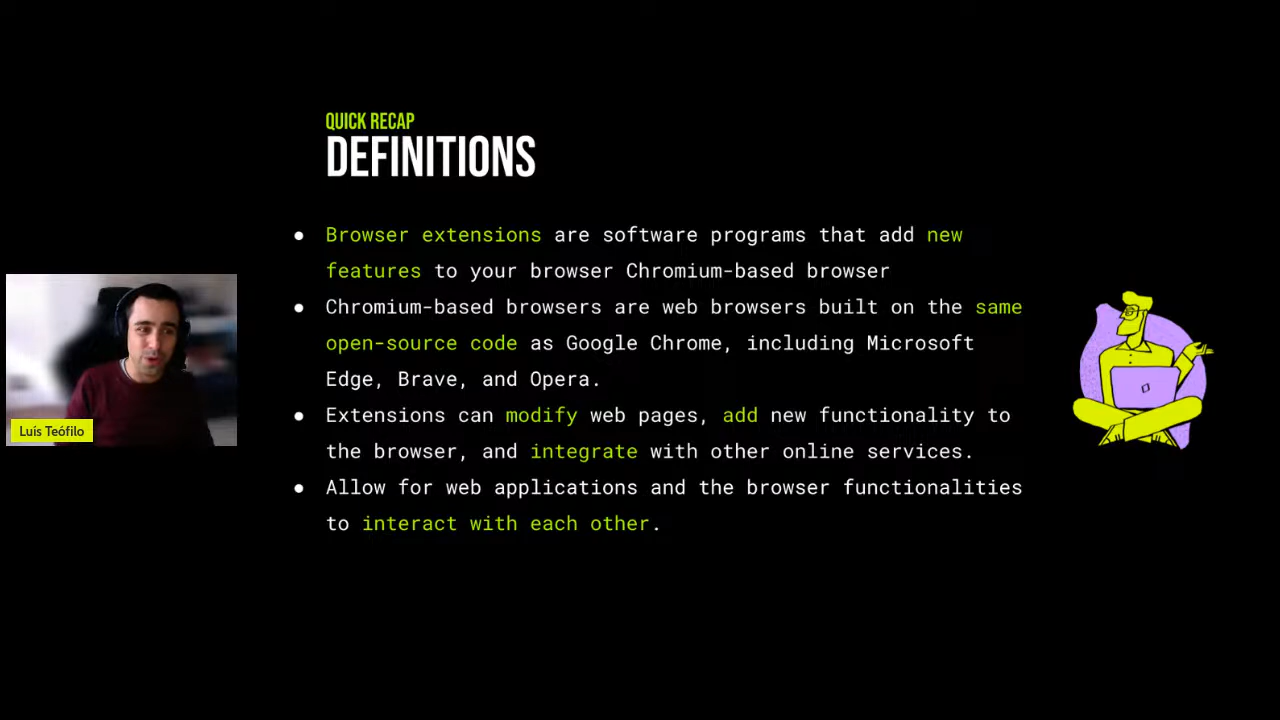 QUICK RECAP
DEFINITIONS
● Browser extensions are software programs that add new
features to your browser Chromium-based browser
● Chromium-based browsers are web browsers built on the same
open-source code as Google Chrome, including Microsoft
Edge, Brave, and Opera.
● Extensions can modify web pages, add new functionality to
the browser, and integrate with other online services.
● Allow for web applications and the browser functionalities
to interact with each other.
Luís Teófilo